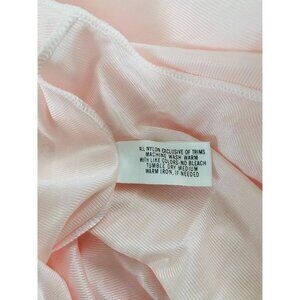 ALL NYLON EXCLUSIVE OF TRIMS
MACHINE WASH WARM
WITH LIKE COLORS-NO BLEACH
TUMBLE DRY MEDIUM
WARM IRON, IF NEEDED